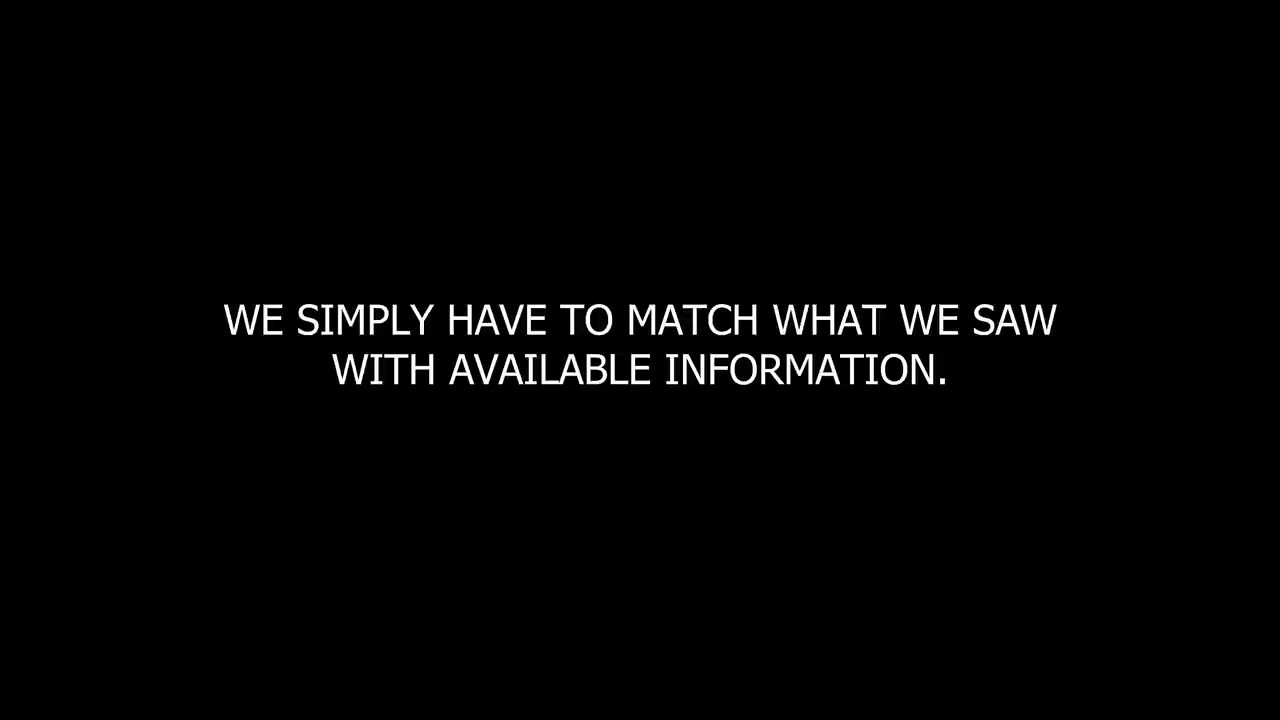 WE SIMPLY HAVE TO MATCH WHAT WE SAW
WITH AVAILABLE INFORMATION.